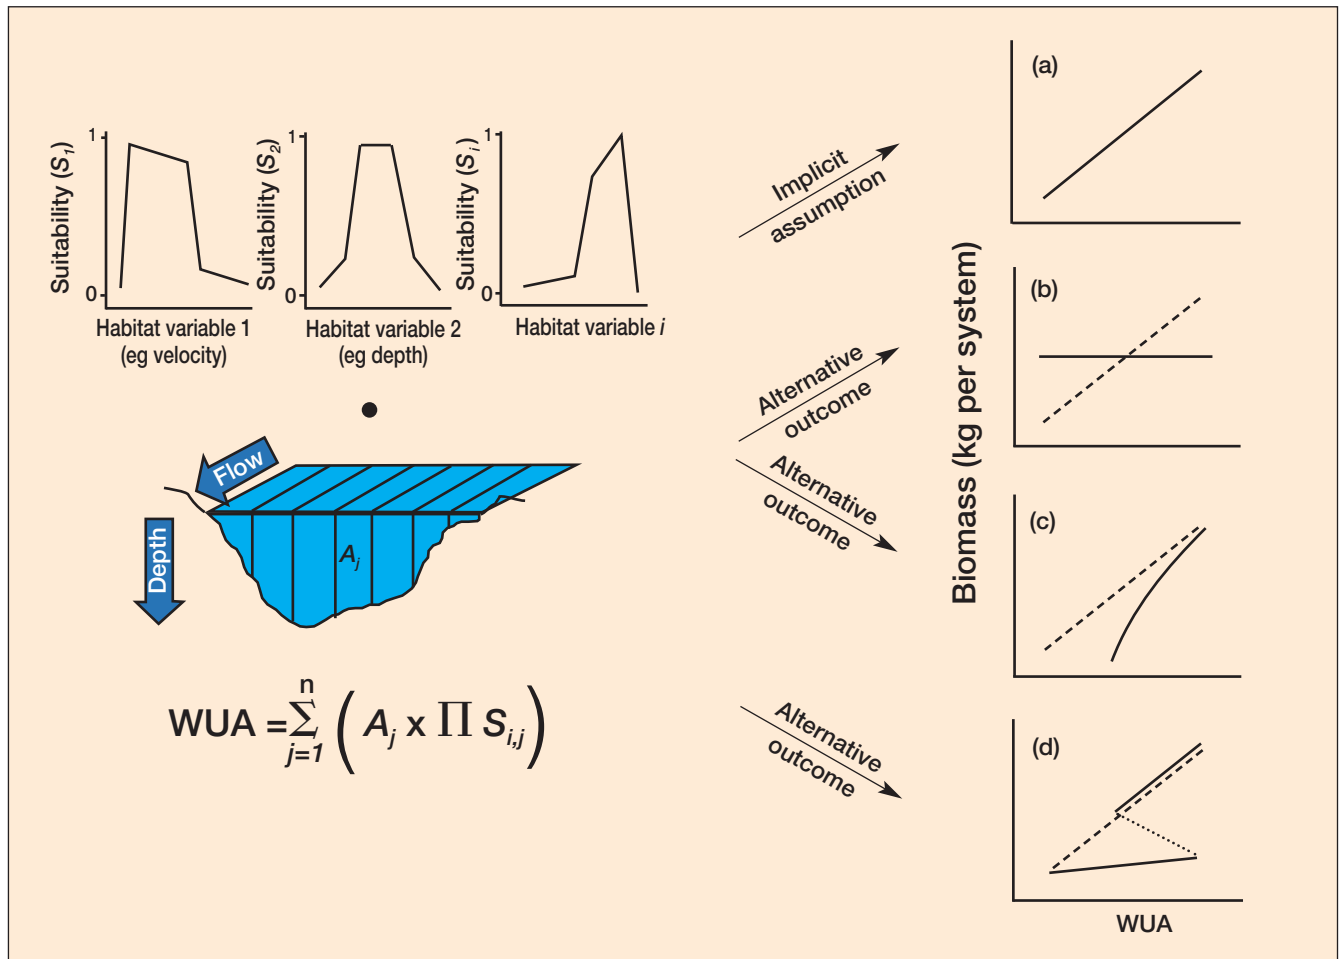 1
0
Suitability (S1)
Habitat variable 1
(eg velocity)
1
0
Suitability (S2)
Habitat variable 2
(eg depth)
1
0
Suitability (Si)
Habitat variable i
Flow
Depth
Aj
WUA = n∑j=1 ( Aj x Π Si,j )
Implicit
assumption
Alternative
outcome
Alternative
outcome
Alternative
outcome
Biomass (kg per system)
(a)
(b)
(c)
(d)
WUA